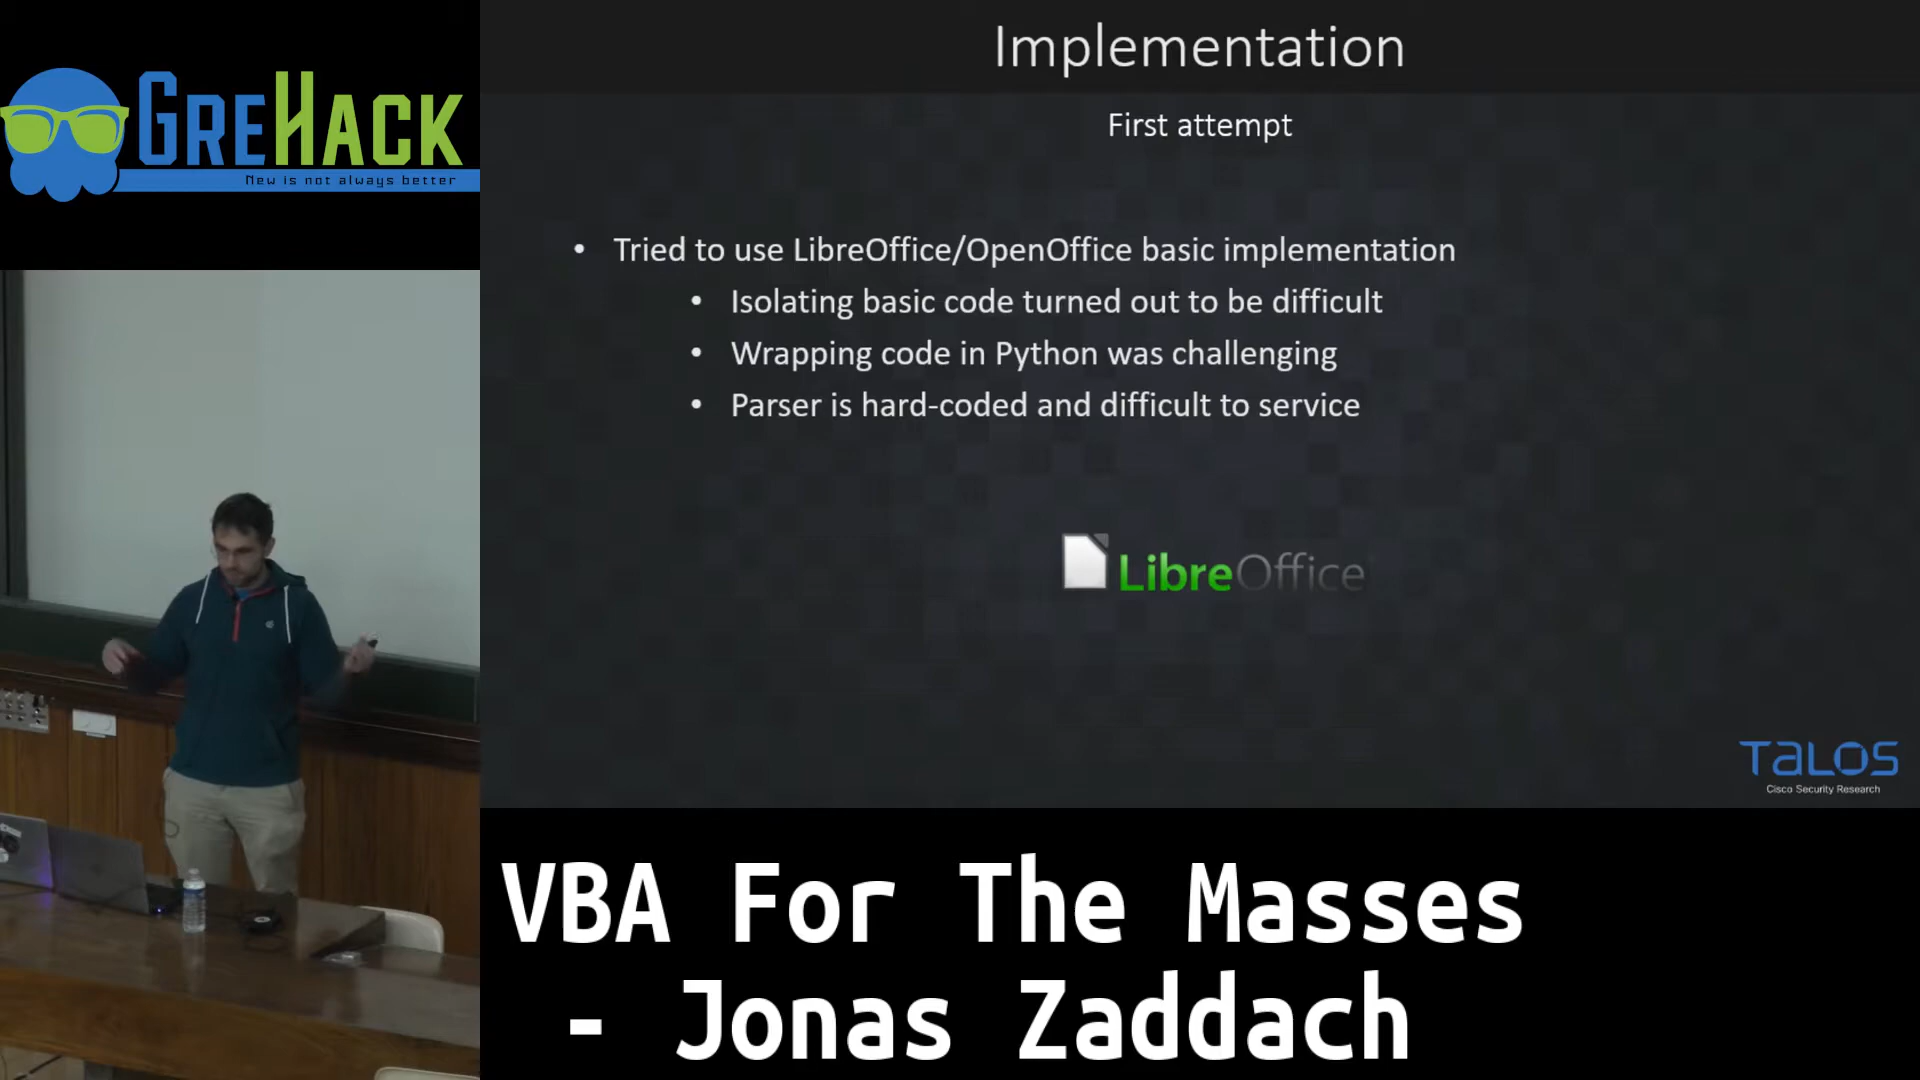 GREHACK
New is not always better
Implementation
First attempt
• Tried to use LibreOffice/OpenOffice basic implementation
• Isolating basic code turned out to be difficult
• Wrapping code in Python was challenging
• Parser is hard-coded and difficult to service
LibreOffice
TALOS
Cisco Security Research
VBA For The Masses
- Jonas Zaddach